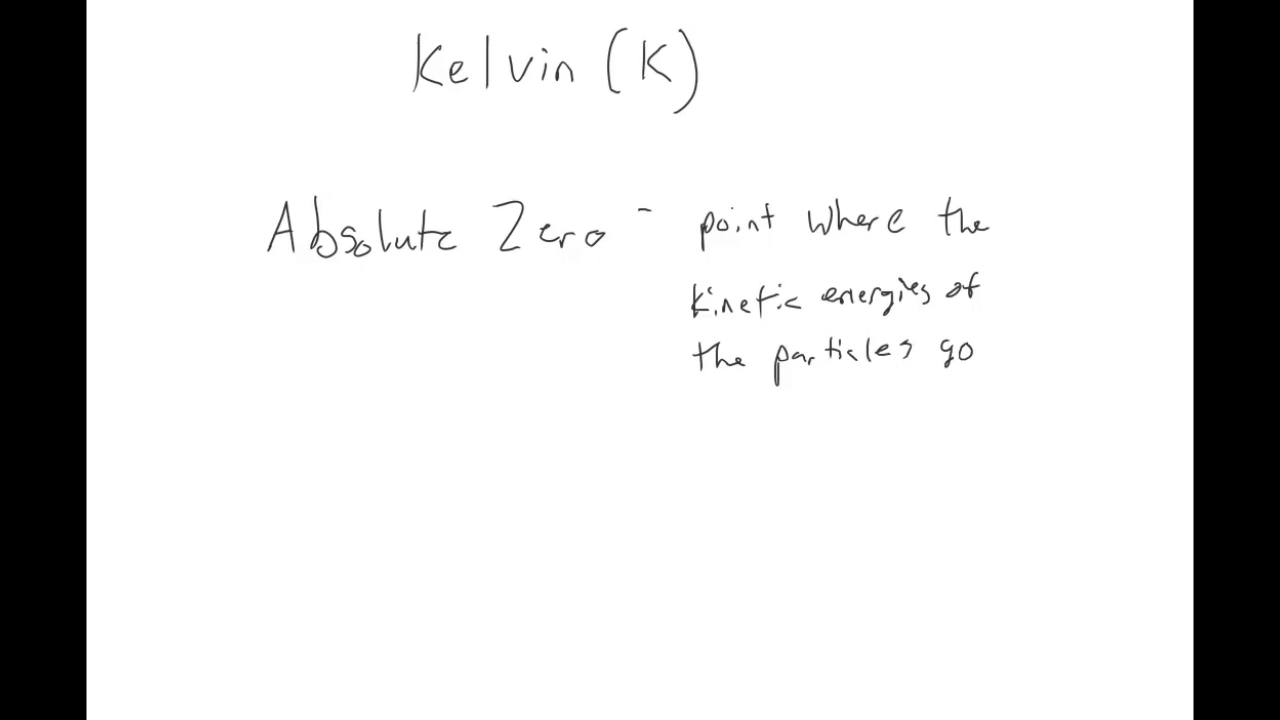 Kelvin (K)
Absolute Zero - point where the
kinetic energies of
the particles go